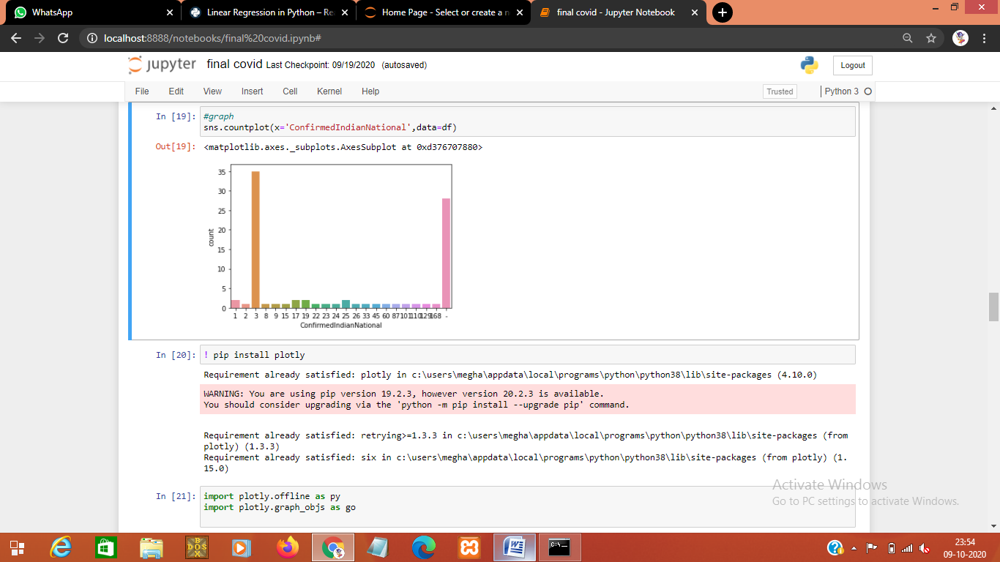 WhatsApp
Linear Regression in Python – Re
Home Page - Select or create a n
final covid - Jupyter Notebook
localhost:8888/notebooks/final%20covid.ipynb#
jupyter final covid Last Checkpoint: 09/19/2020 (autosaved)
Logout
File Edit View Insert Cell Kernel Help
Trusted
Python 3
In [19]: #graph
sns.countplot(x='ConfirmedIndianNational',data=df)
Out[19]: <matplotlib.axes._subplots.AxesSubplot at 0xd376707880>
35
30
25
20
15
10
5
0
count
1 2 3 8 9 15 17 19 22 23 24 25 26 33 45 60 87 101 110 129 168 -
ConfirmedIndianNational
In [20]: ! pip install plotly
Requirement already satisfied: plotly in c:\users\megha\appdata\local\programs\python\python38\lib\site-packages (4.10.0)
WARNING: You are using pip version 19.2.3, however version 20.2.3 is available.
You should consider upgrading via the 'python -m pip install --upgrade pip' command.
Requirement already satisfied: retrying>=1.3.3 in c:\users\megha\appdata\local\programs\python\python38\lib\site-packages (from
plotly) (1.3.3)
Requirement already satisfied: six in c:\users\megha\appdata\local\programs\python\python38\lib\site-packages (from plotly) (1.
15.0)
In [21]: import plotly.offline as py
import plotly.graph_objs as go
Activate Windows
Go to PC settings to activate Windows.
DOS
BOX
C:\_
23:54
09-10-2020